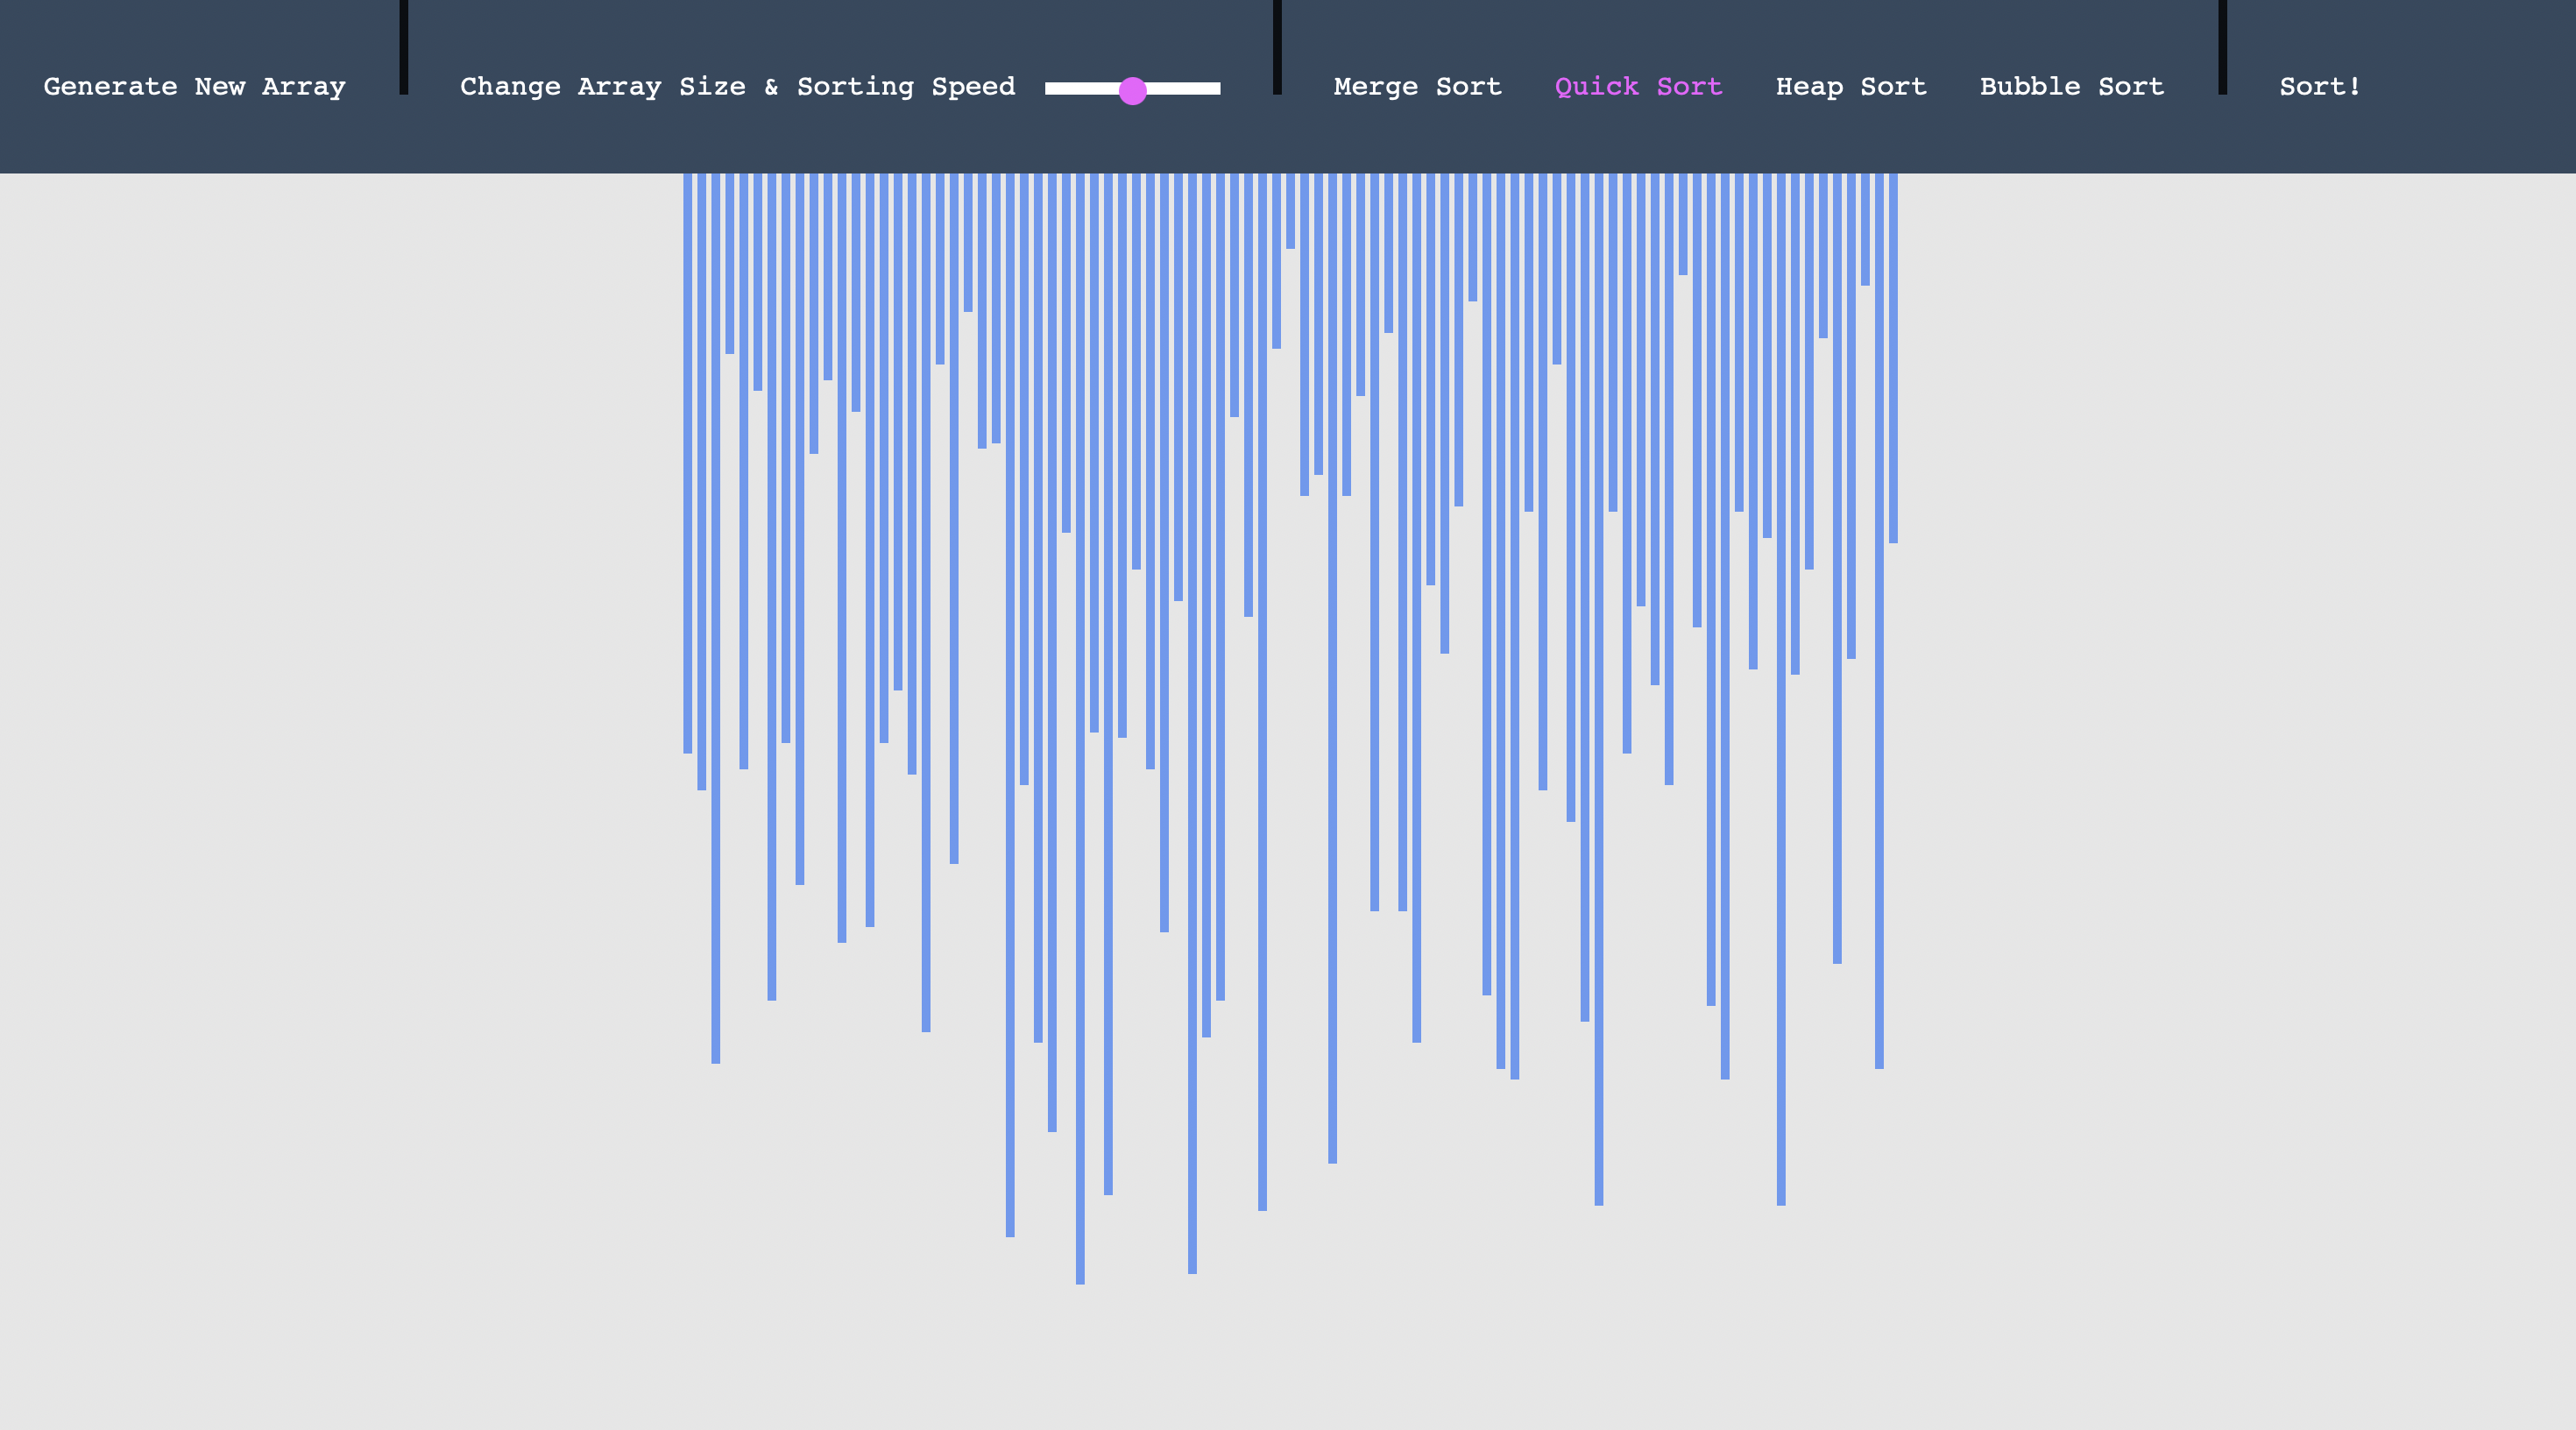 Generate New Array
Change Array Size & Sorting Speed
Merge Sort
Quick Sort
Heap Sort
Bubble Sort
Sort!